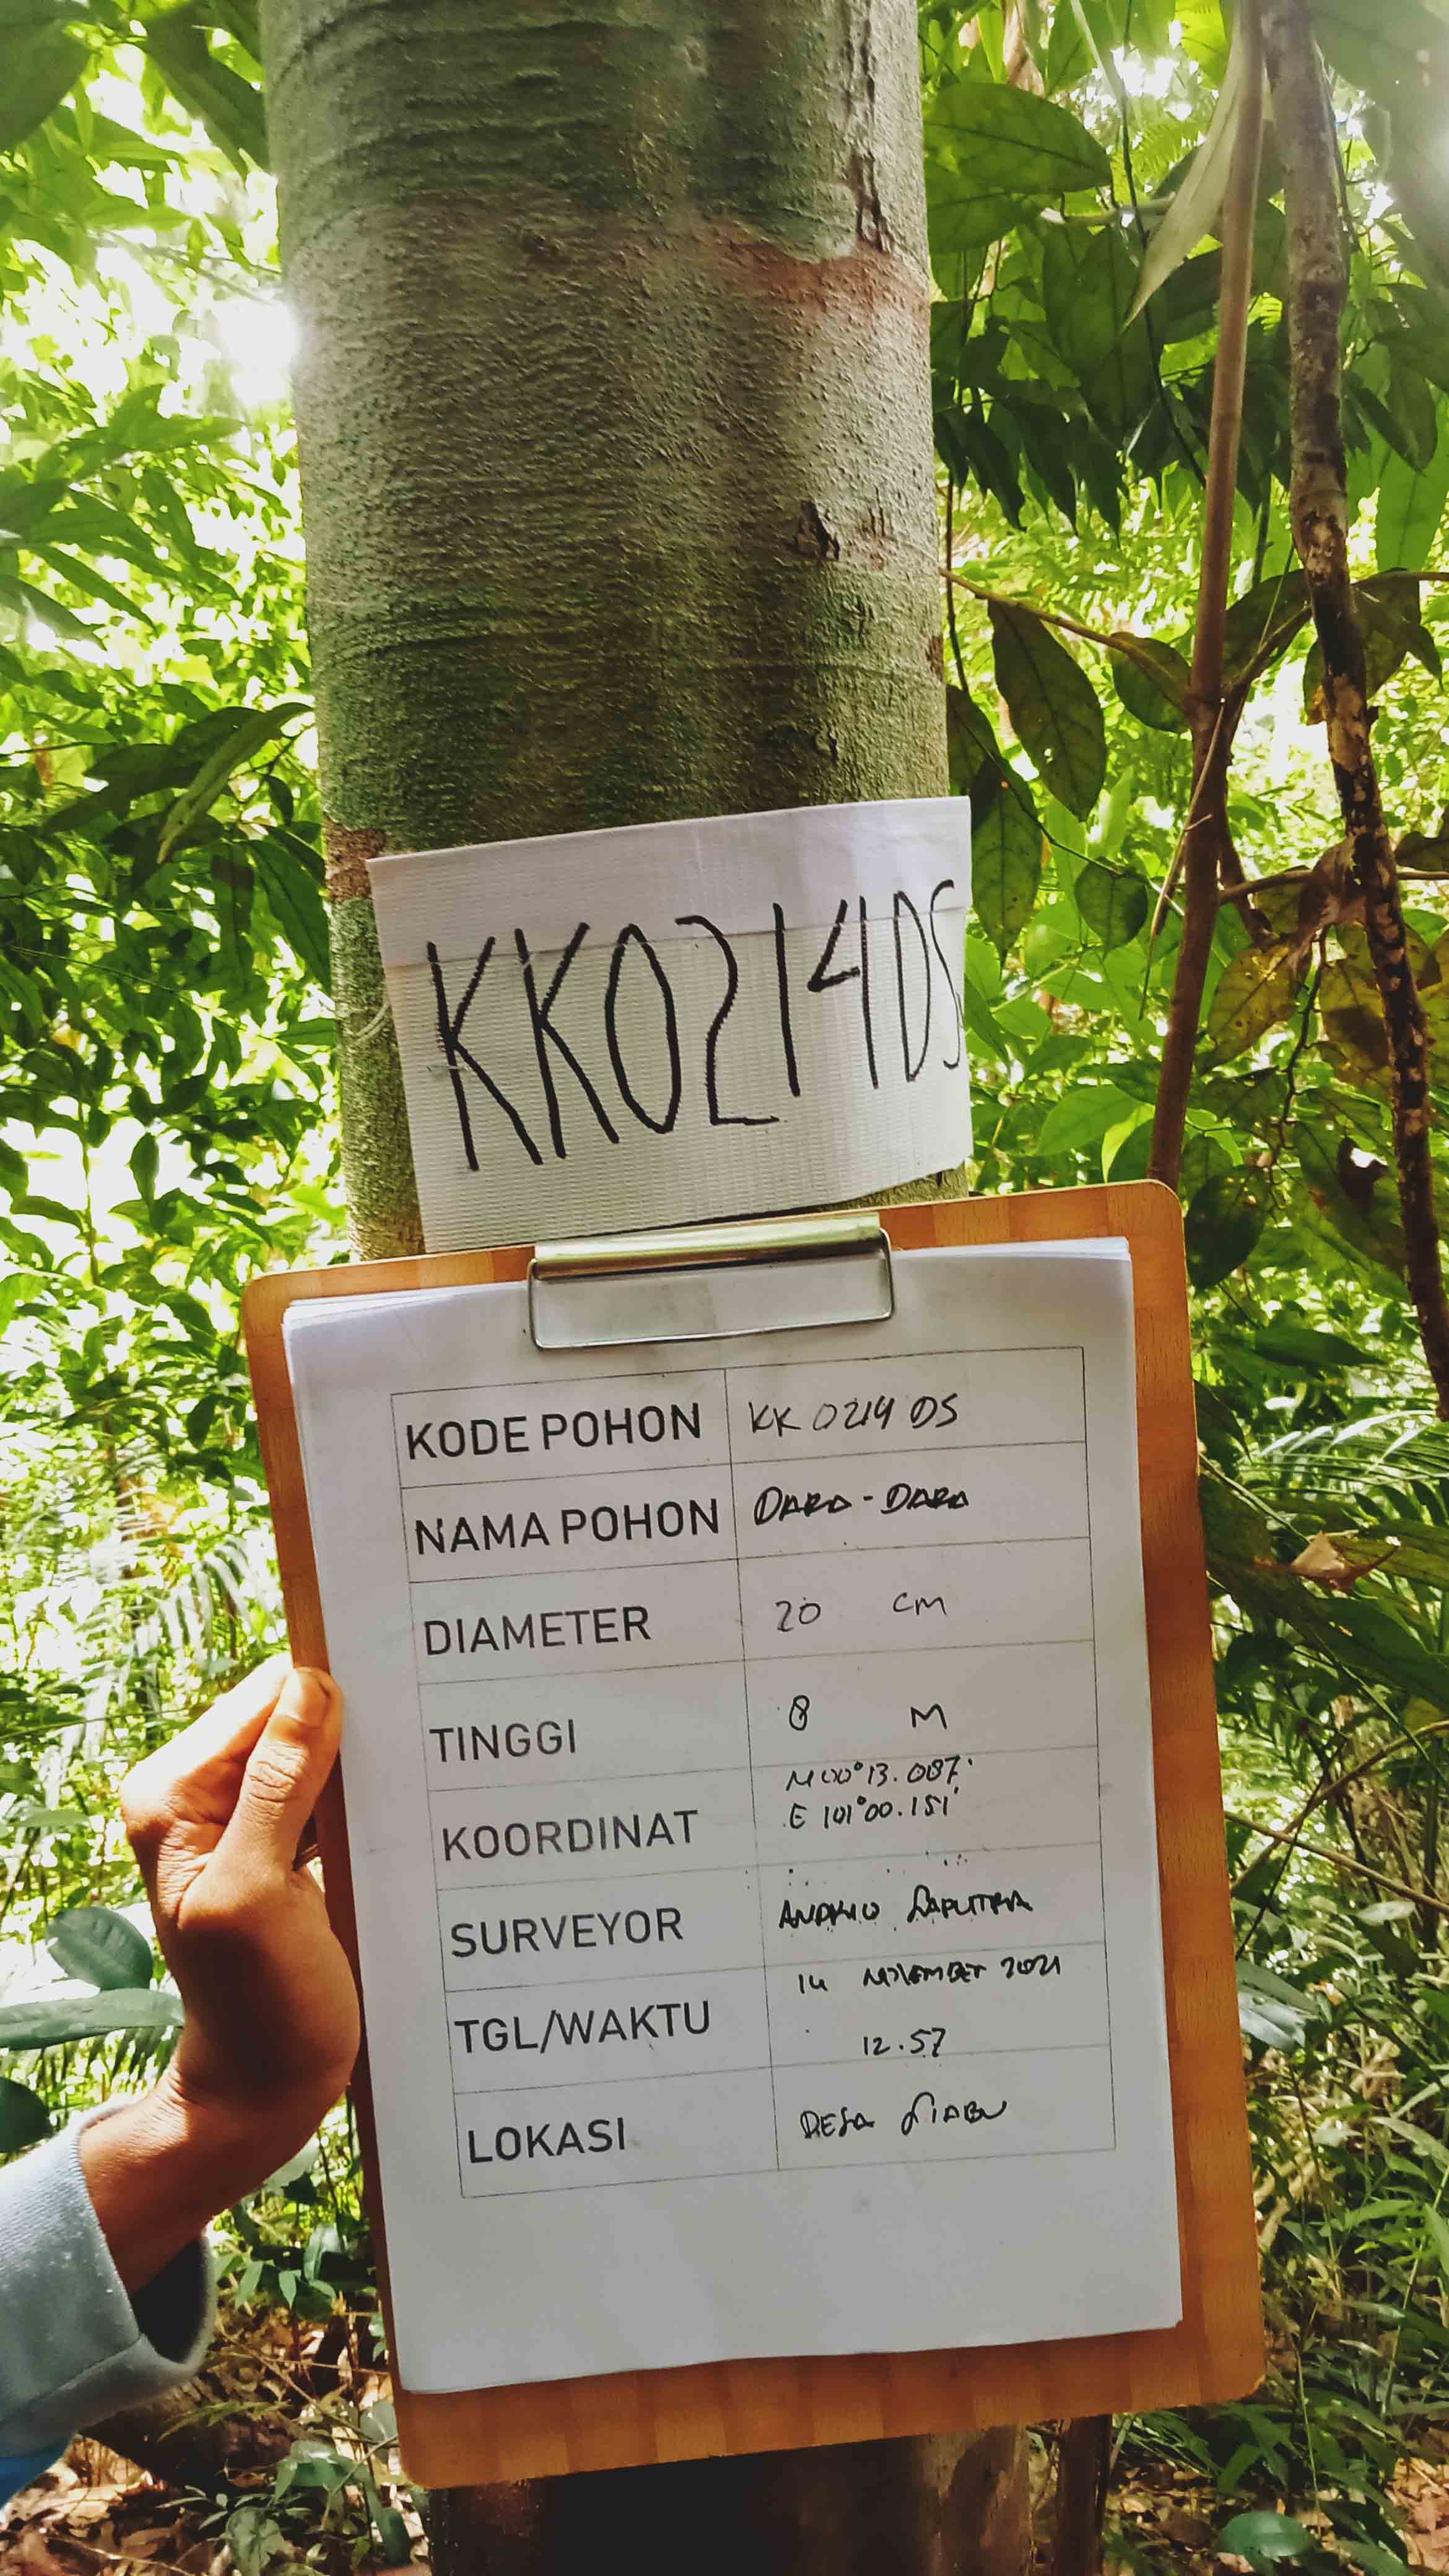 KK0214DS
KODE POHON KK 0214 DS
NAMA POHON DARA - DARA
DIAMETER 20 CM
TINGGI 8 M
KOORDINAT N 00° 13. 087'
E 101° 00. 151'
SURVEYOR SAPUTRA
TGL/WAKTU 14 NOVEMBER 2021
12.57
LOKASI DESA SIABU